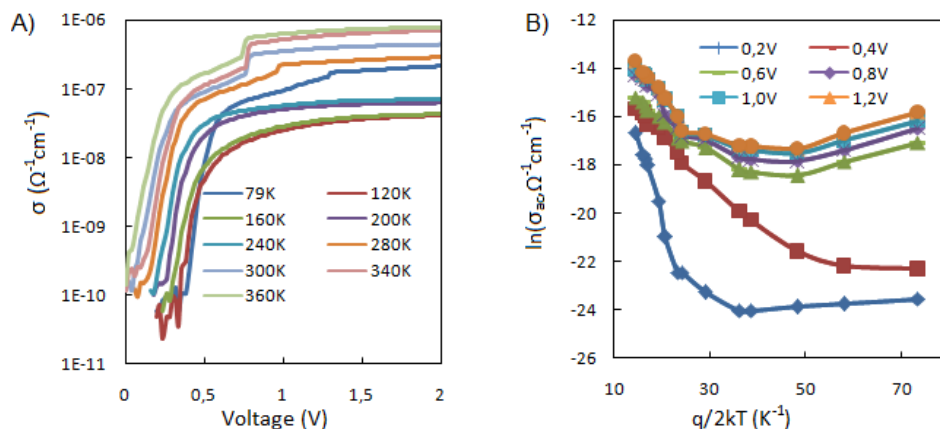 A)
σ (Ω⁻¹cm⁻¹)
1E-06
1E-07
1E-08
1E-09
1E-10
1E-11
79K 120K
160K 200K
240K 280K
300K 340K
360K
0 0,5 1 1,5 2
Voltage (V)
B)
ln(σac,Ω⁻¹cm⁻¹)
-10
-12
-14
-16
-18
-20
-22
-24
-26
0,2V 0,4V
0,6V 0,8V
1,0V 1,2V
10 30 50 70
q/2kT (K⁻¹)